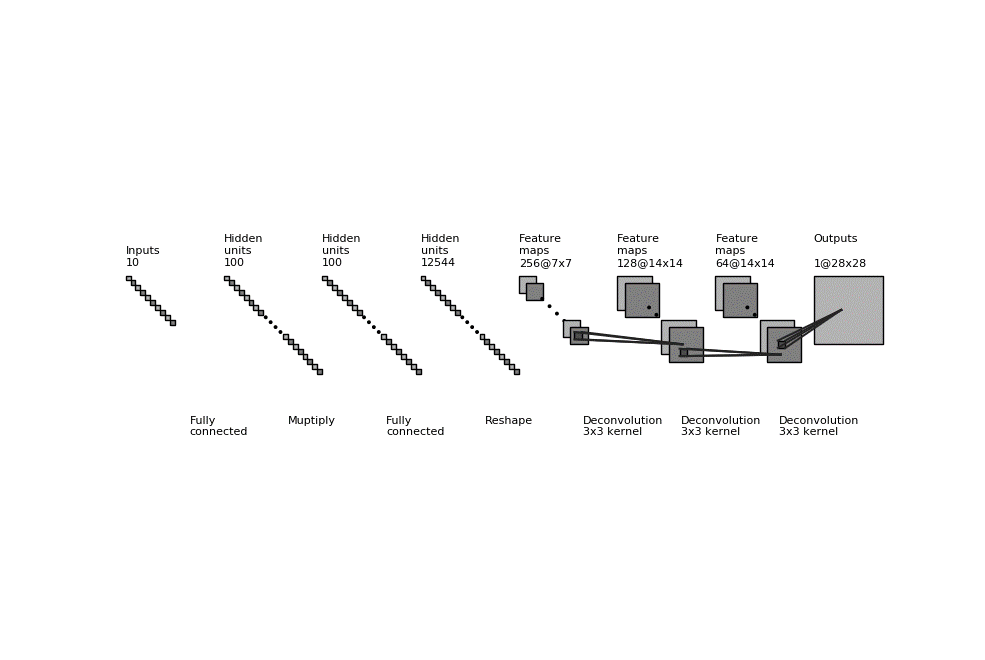 Inputs
10
Hidden
units
100
Hidden
units
100
Hidden
units
12544
Feature
maps
256@7x7
Feature
maps
128@14x14
Feature
maps
64@14x14
Outputs
1@28x28
Fully
connected
Muptiply
Fully
connected
Reshape
Deconvolution
3x3 kernel
Deconvolution
3x3 kernel
Deconvolution
3x3 kernel